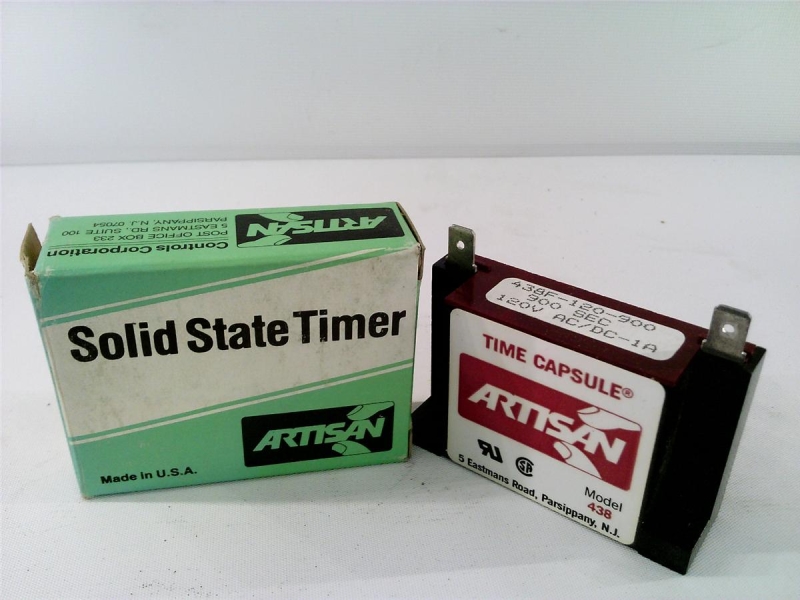 ARTISAN
Controls Corporation
POST OFFICE BOX 233
5 EASTMANS RD., SUITE 100
PARSIPPANY, N.J. 07054
Solid State Timer
ARTISAN
Made in U.S.A.
438F-120-900
900 SEC
120V AC/DC-1A
TIME CAPSULE®
ARTISAN
RU
SP
Model
438
5 Eastmans Road, Parsippany, N.J.